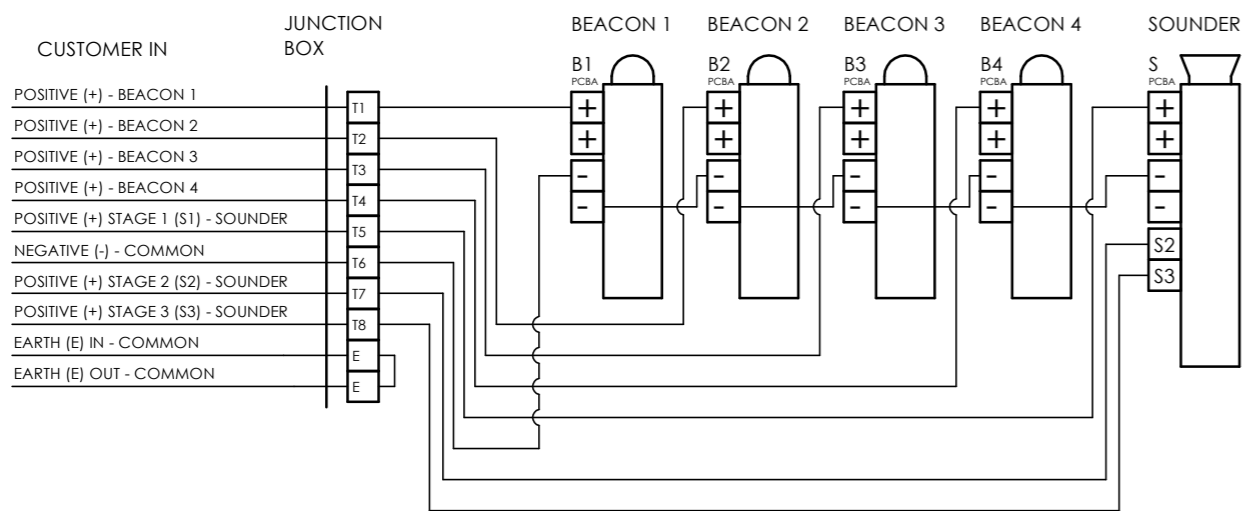 CUSTOMER IN
JUNCTION
BOX
BEACON 1
BEACON 2
BEACON 3
BEACON 4
SOUNDER
POSITIVE (+) - BEACON 1
POSITIVE (+) - BEACON 2
POSITIVE (+) - BEACON 3
POSITIVE (+) - BEACON 4
POSITIVE (+) STAGE 1 (S1) - SOUNDER
NEGATIVE (-) - COMMON
POSITIVE (+) STAGE 2 (S2) - SOUNDER
POSITIVE (+) STAGE 3 (S3) - SOUNDER
EARTH (E) IN - COMMON
EARTH (E) OUT - COMMON
T1
T2
T3
T4
T5
T6
T7
T8
E
E
B1
PCBA
+
+
-
-
B2
PCBA
+
+
-
-
B3
PCBA
+
+
-
-
B4
PCBA
+
+
-
-
S
PCBA
+
+
-
-
S2
S3